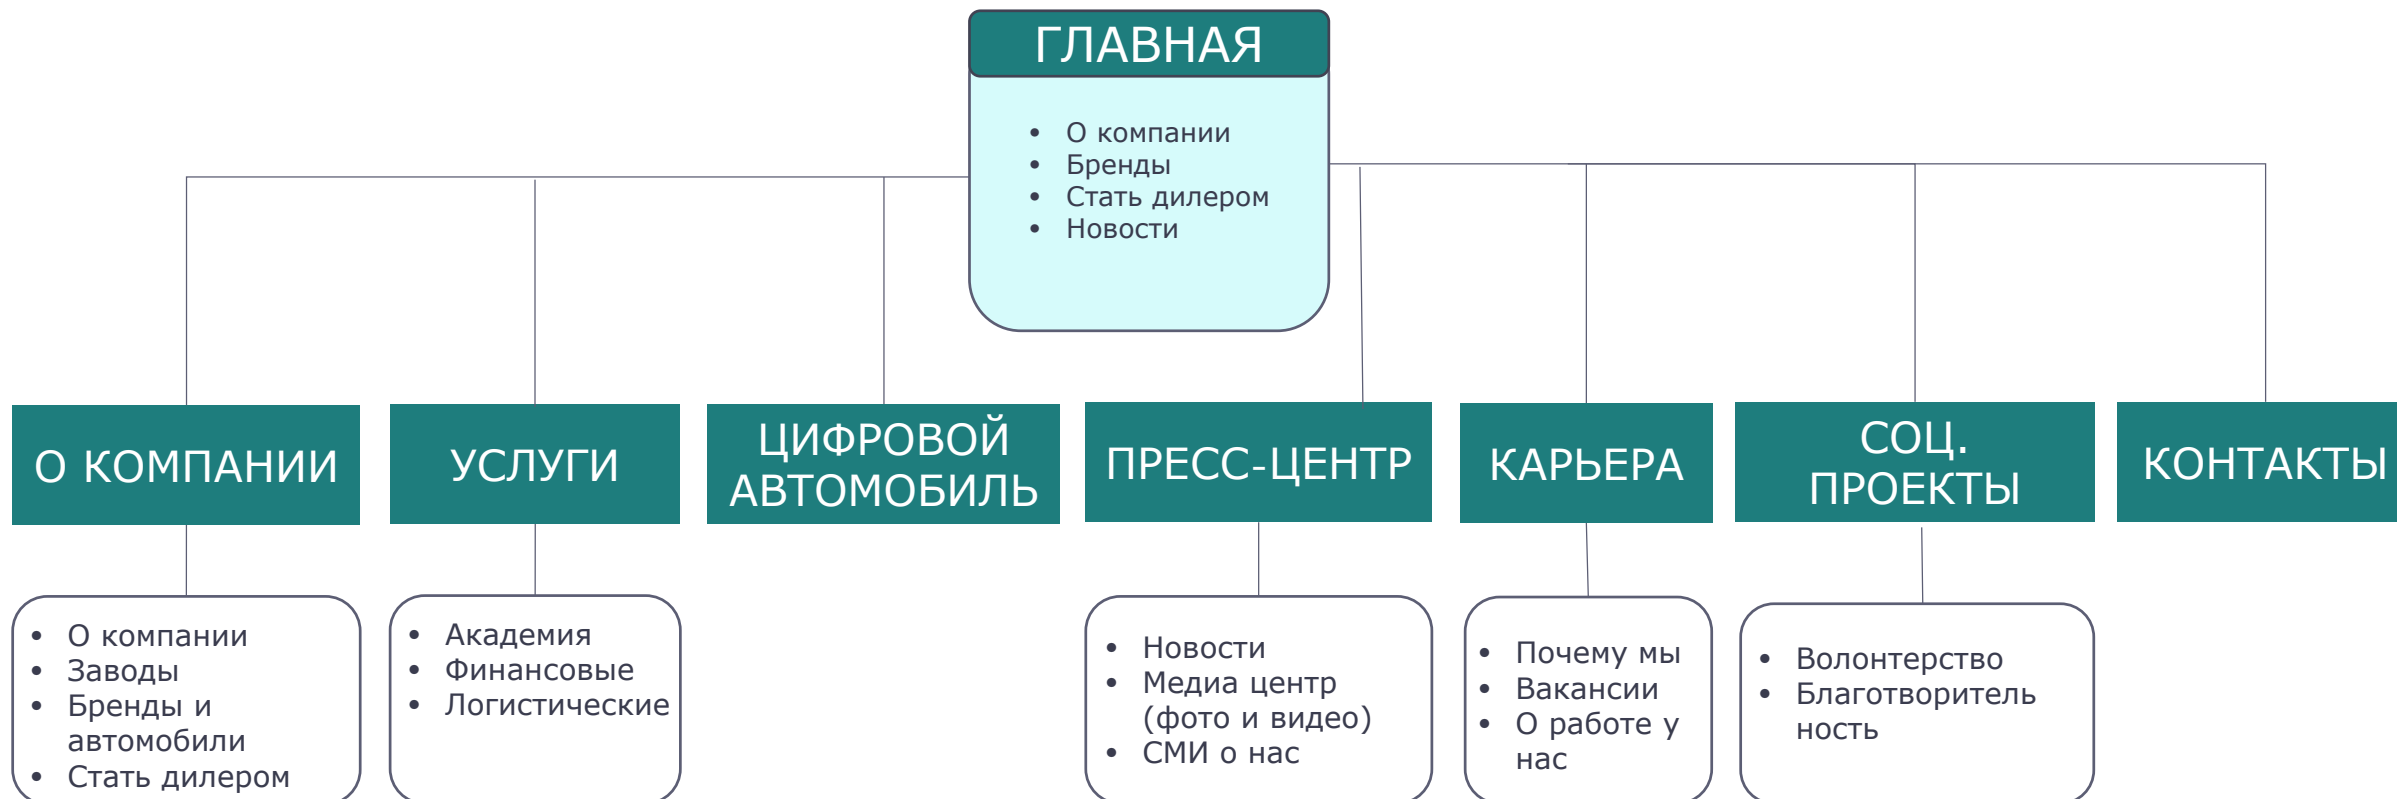 ГЛАВНАЯ
• О компании
• Бренды
• Стать дилером
• Новости
О КОМПАНИИ
УСЛУГИ
ЦИФРОВОЙ
АВТОМОБИЛЬ
ПРЕСС-ЦЕНТР
КАРЬЕРА
СОЦ.
ПРОЕКТЫ
КОНТАКТЫ
• О компании
• Заводы
• Бренды и
автомобили
• Стать дилером
• Академия
• Финансовые
• Логистические
• Новости
• Медиа центр
(фото и видео)
• СМИ о нас
• Почему мы
• Вакансии
• О работе у
нас
• Волонтерство
• Благотворитель
ность